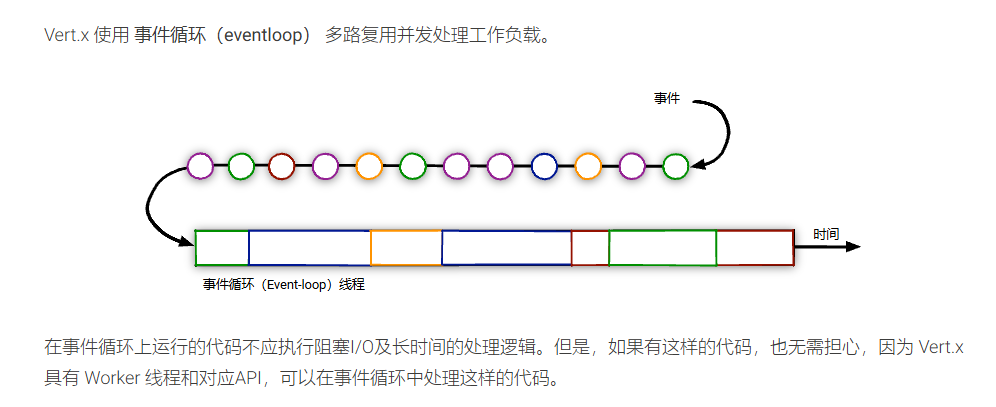 Vert.x 使用 事件循环（eventloop） 多路复用并发处理工作负载。
事件
时间
事件循环（Event-loop）线程
在事件循环上运行的代码不应执行阻塞I/O及长时间的处理逻辑。但是，如果有这样的代码，也无需担心，因为 Vert.x
具有 Worker 线程和对应API，可以在事件循环中处理这样的代码。